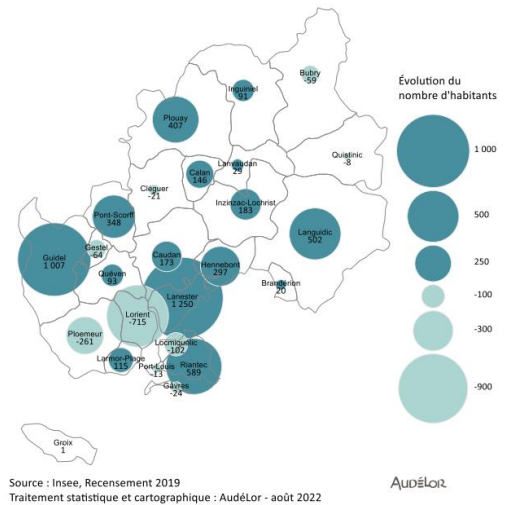 Bubry
-59
Évolution du
nombre d'habitants
Inguiniel
91
Plouay
407
1 000
Quistinic
-8
Lanvaudan
29
Calan
146
Cléguer
-21
Inzinzac-Lochrist
183
500
Pont-Scorff
348
Languidic
502
Gestel
-64
Guidel
1 007
Caudan
173
Hennebont
297
250
Quéven
93
Brandérion
20
Lanester
1 250
-100
Lorient
-715
Ploemeur
-261
-300
Locmiquélic
-102
Larmor-Plage
115
Port-Louis
-13
Riantec
589
Gâvres
-24
-900
Groix
1
Source : Insee, Recensement 2019
Traitement statistique et cartographique : AudéLor - août 2022
AUDÉLOR